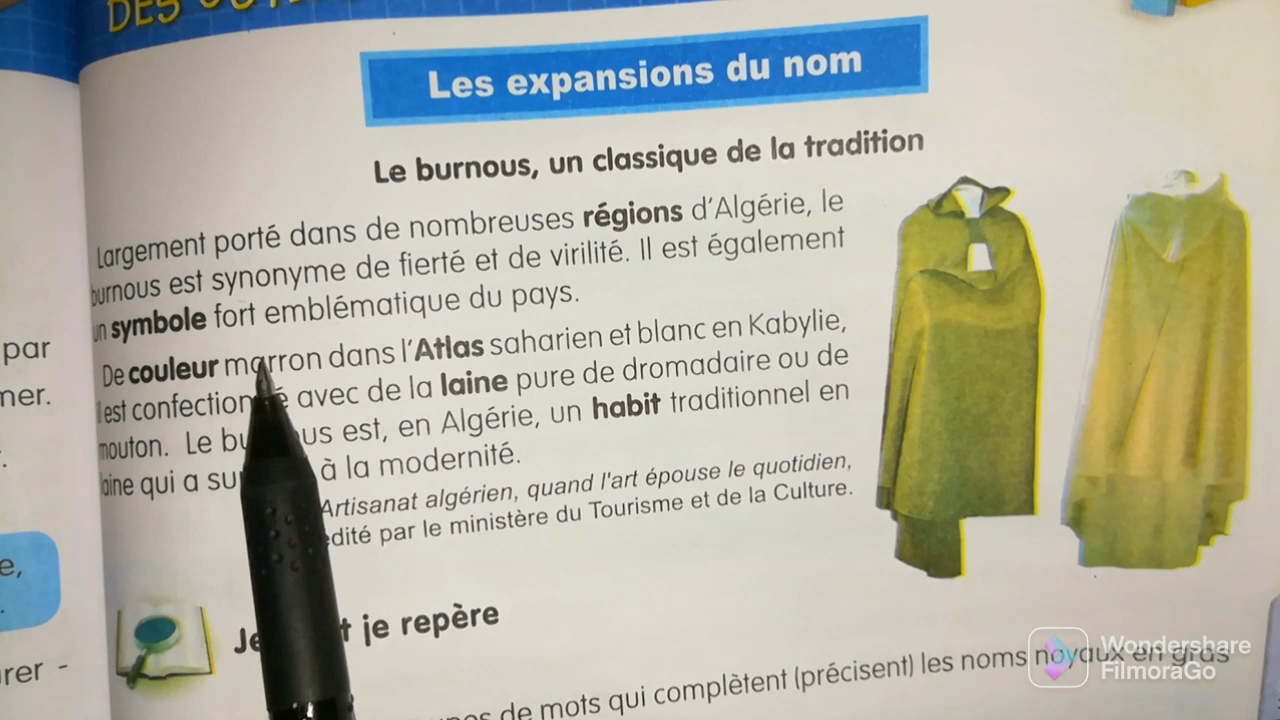 DES
Les expansions du nom
Le burnous, un classique de la tradition
Largement porté dans de nombreuses régions d'Algérie, le
burnous est synonyme de fierté et de virilité. Il est également
un symbole fort emblématique du pays.
De couleur marron dans l'Atlas saharien et blanc en Kabylie,
il est confectionné avec de la laine pure de dromadaire ou de
mouton. Le burnous est, en Algérie, un habit traditionnel en
laine qui a su à la modernité.
Artisanat algérien, quand l'art épouse le quotidien,
édité par le ministère du Tourisme et de la Culture.
par
mer.
e,
rer -
Je t je repère
de mots qui complètent (précisent) les noms noyaux en gras
Wondershare
FilmoraGo